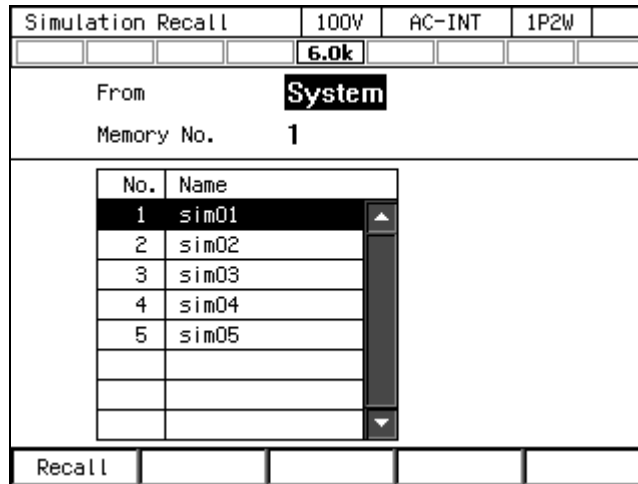 Simulation Recall 100V AC-INT 1P2W
6.0k
From System
Memory No. 1
No. Name
1 sim01
2 sim02
3 sim03
4 sim04
5 sim05
Recall